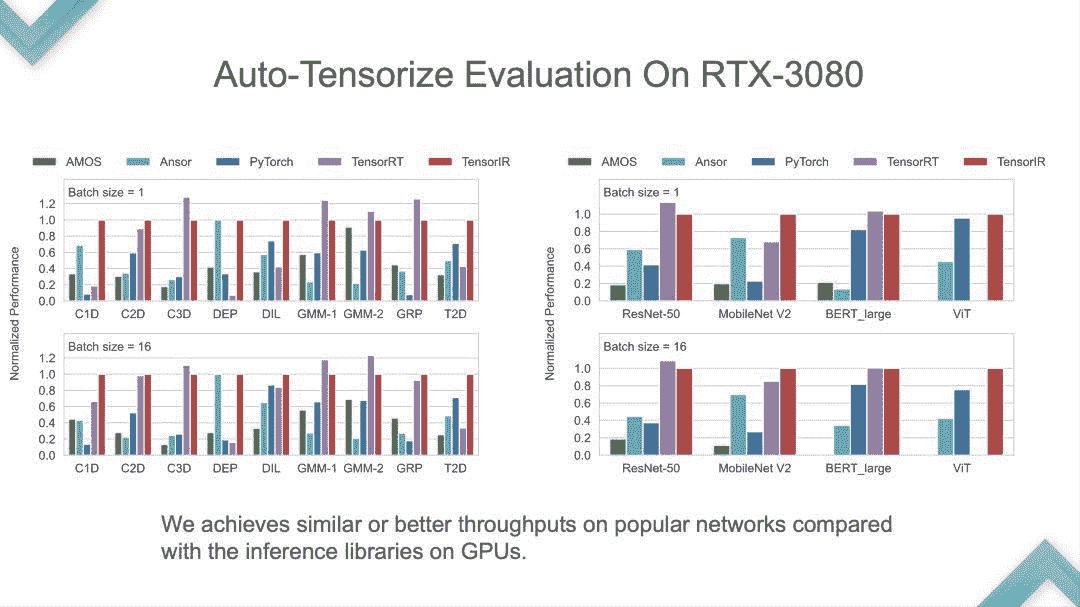 Auto-Tensorize Evaluation On RTX-3080
AMOS Ansor PyTorch TensorRT TensorIR
Normalized Performance
Batch size = 1
1.2
1.0
0.8
0.6
0.4
0.2
0.0
C1D C2D C3D DEP DIL GMM-1 GMM-2 GRP T2D
Batch size = 16
1.2
1.0
0.8
0.6
0.4
0.2
0.0
C1D C2D C3D DEP DIL GMM-1 GMM-2 GRP T2D
AMOS Ansor PyTorch TensorRT TensorIR
Normalized Performance
Batch size = 1
1.0
0.8
0.6
0.4
0.2
0.0
ResNet-50 MobileNet V2 BERT_large ViT
Batch size = 16
1.0
0.8
0.6
0.4
0.2
0.0
ResNet-50 MobileNet V2 BERT_large ViT
We achieves similar or better throughputs on popular networks compared
with the inference libraries on GPUs.